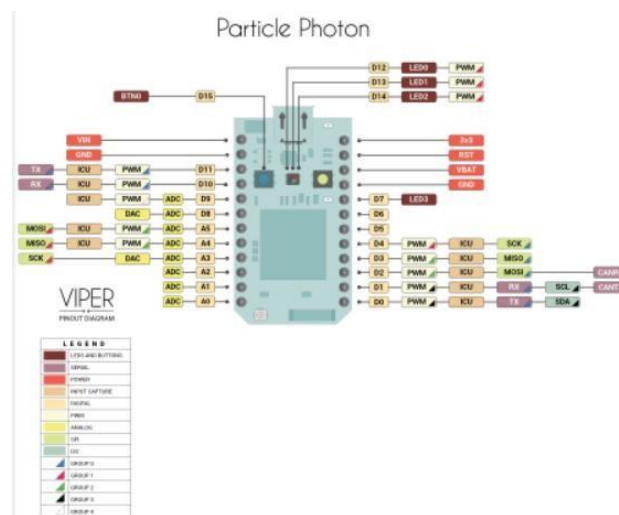 Particle Photon
D12 LED0 PWM
D13 LED1 PWM
D14 LED2 PWM
BTN0 D15
VIN
GND
TX ICU PWM D11
RX ICU PWM D10
ICU PWM ADC D9
DAC ADC D8
MOSI ICU PWM ADC A5
MISO ICU PWM ADC A4
SCK DAC ADC A3
ADC A2
ADC A1
ADC A0
3v3
RST
VBAT
GND
D7 LED3
D6
D5
D4 PWM ICU SCK
D3 PWM ICU MISO
D2 PWM ICU MOSI CANR
D1 PWM ICU RX SCL CANT
D0 PWM ICU TX SDA
VIPER
PINOUT DIAGRAM
LEGEND
LEDS AND BUTTONS
SERIAL
POWER
INPUT CAPTURE
DIGITAL
PWM
ANALOG
SPI
I2C
GROUP 0
GROUP 1
GROUP 2
GROUP 3
GROUP 4